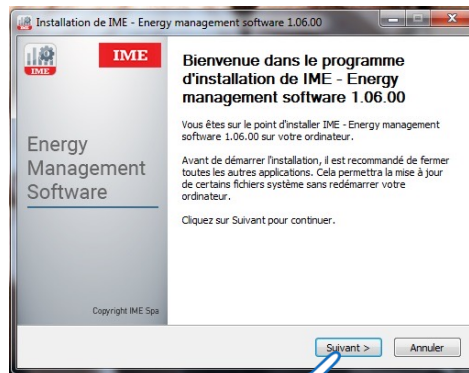 Installation de IME - Energy management software 1.06.00
IME
IME
Energy
Management
Software
Copyright IME Spa
Bienvenue dans le programme
d'installation de IME - Energy
management software 1.06.00
Vous êtes sur le point d'installer IME - Energy management
software 1.06.00 sur votre ordinateur.
Avant de démarrer l'installation, il est recommandé de fermer
toutes les autres applications. Cela permettra la mise à jour
de certains fichiers système sans redémarrer votre
ordinateur.
Cliquez sur Suivant pour continuer.
Suivant >
Annuler